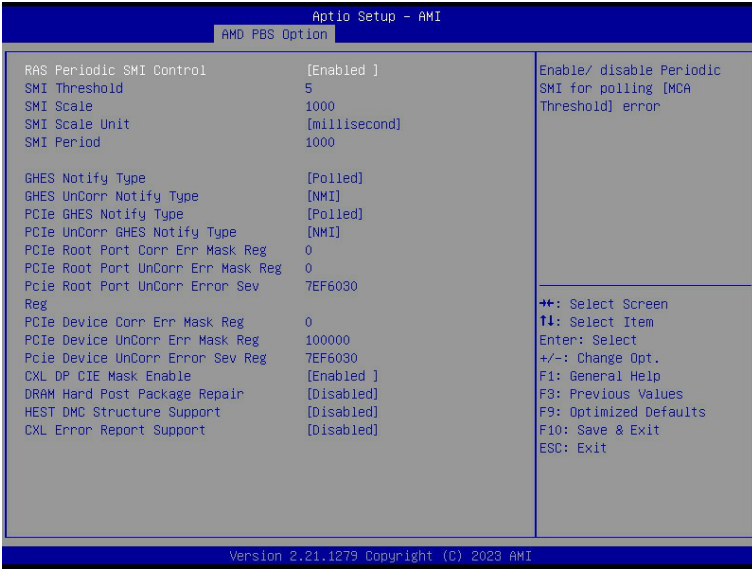 Aptio Setup - AMI
AMD PBS Option
RAS Periodic SMI Control [Enabled ]
SMI Threshold 5
SMI Scale 1000
SMI Scale Unit [millisecond]
SMI Period 1000
GHES Notify Type [Polled]
GHES UnCorr Notify Type [NMI]
PCIe GHES Notify Type [Polled]
PCIe UnCorr GHES Notify Type [NMI]
PCIe Root Port Corr Err Mask Reg 0
PCIe Root Port UnCorr Err Mask Reg 0
Pcie Root Port UnCorr Error Sev 7EF6030
Reg
PCIe Device Corr Err Mask Reg 0
PCIe Device UnCorr Err Mask Reg 100000
Pcie Device UnCorr Error Sev Reg 7EF6030
CXL DP CIE Mask Enable [Enabled ]
DRAM Hard Post Package Repair [Disabled]
HEST DMC Structure Support [Disabled]
CXL Error Report Support [Disabled]
Enable/ disable Periodic
SMI for polling [MCA
Threshold] error
→←: Select Screen
↑↓: Select Item
Enter: Select
+/-: Change Opt.
F1: General Help
F3: Previous Values
F9: Optimized Defaults
F10: Save & Exit
ESC: Exit
Version 2.21.1279 Copyright (C) 2023 AMI